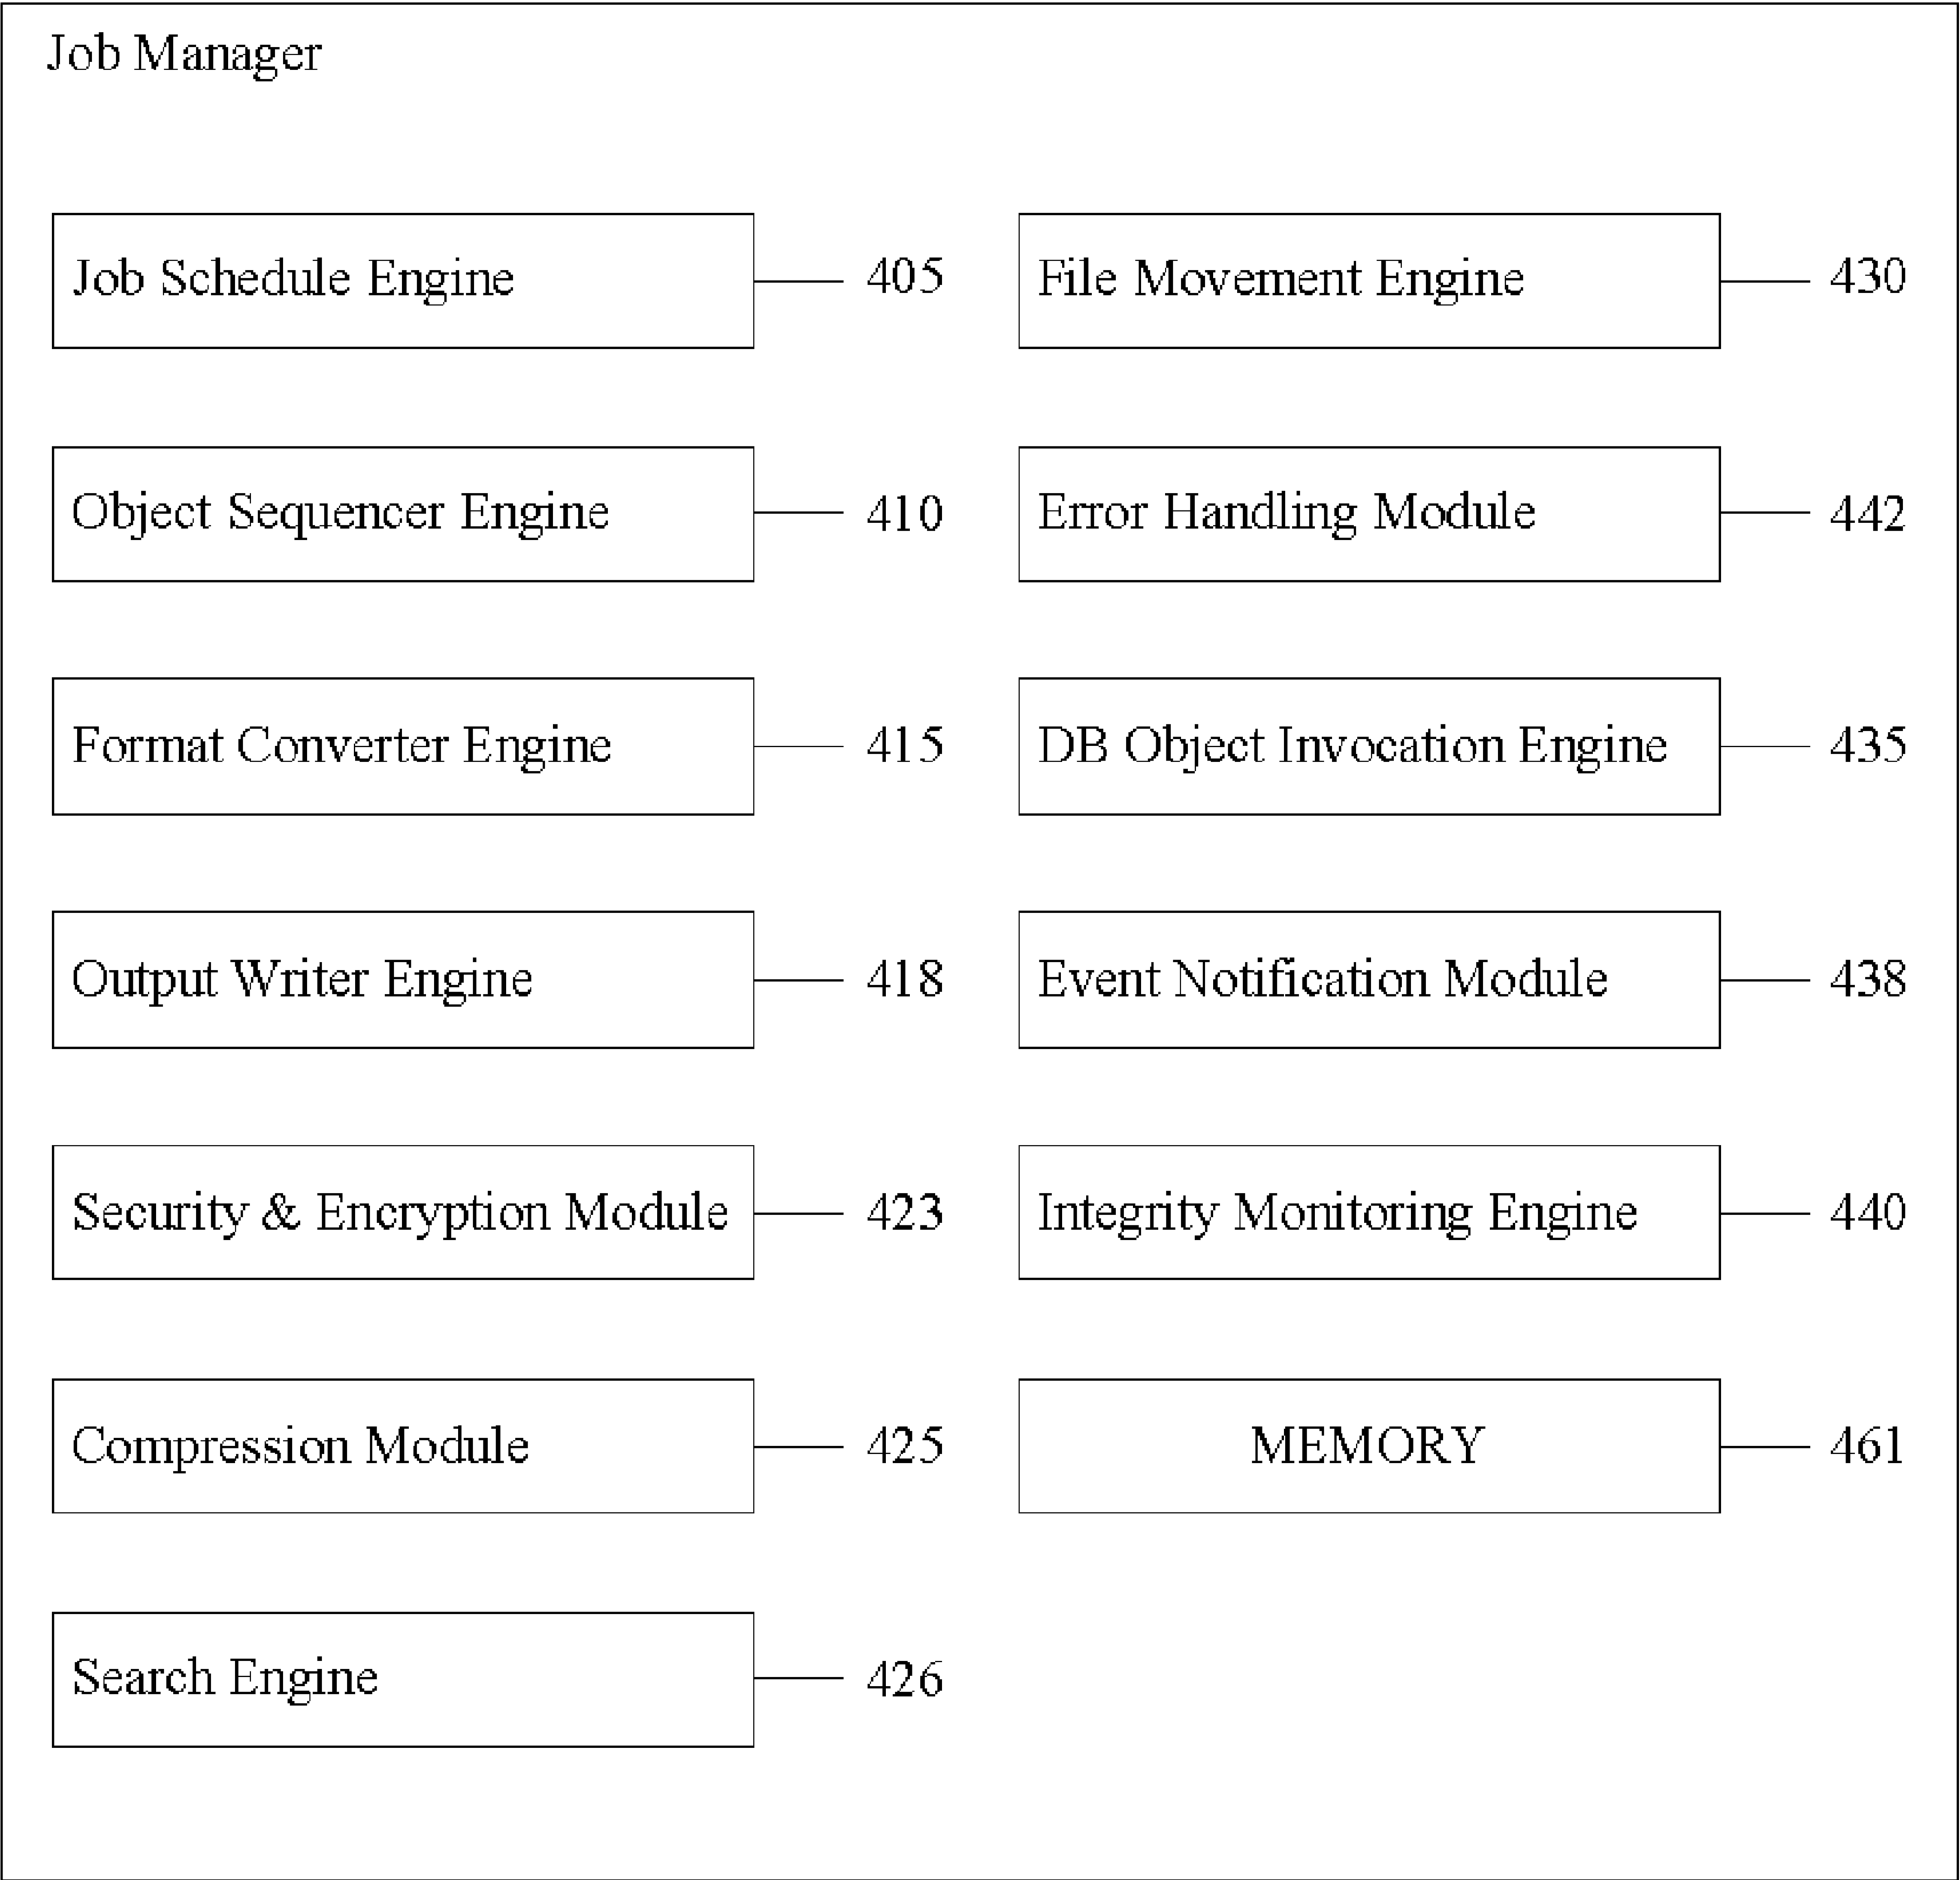 Job Manager
Job Schedule Engine 405
File Movement Engine 430
Object Sequencer Engine 410
Error Handling Module 442
Format Converter Engine 415
DB Object Invocation Engine 435
Output Writer Engine 418
Event Notification Module 438
Security & Encryption Module 423
Integrity Monitoring Engine 440
Compression Module 425
MEMORY 461
Search Engine 426